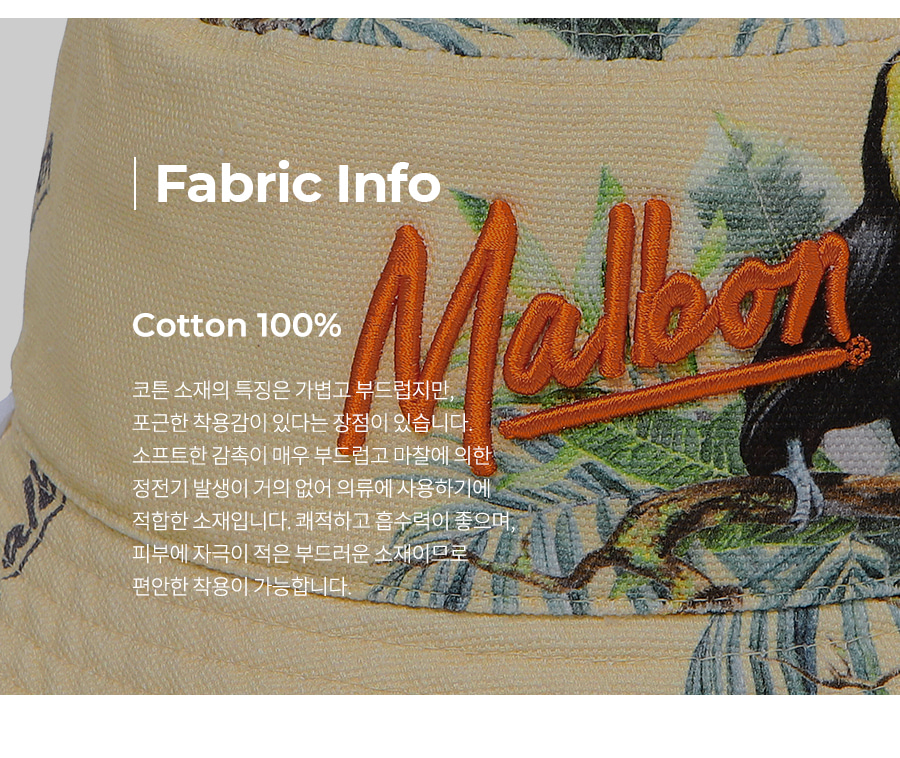 Fabric Info
Malbon
Cotton 100%
코튼 소재의 특징은 가볍고 부드럽지만,
포근한 착용감이 있다는 장점이 있습니다.
소프트한 감촉이 매우 부드럽고 마찰에 의한
정전기 발생이 거의 없어 의류에 사용하기에
적합한 소재입니다. 쾌적하고 흡수력이 좋으며,
피부에 자극이 적은 부드러운 소재이므로
편안한 착용이 가능합니다.